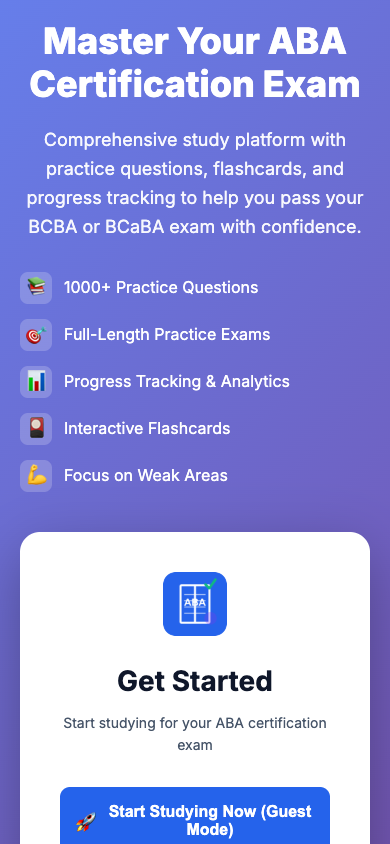 Master Your ABA
Certification Exam
Comprehensive study platform with
practice questions, flashcards, and
progress tracking to help you pass your
BCBA or BCaBA exam with confidence.
1000+ Practice Questions
Full-Length Practice Exams
Progress Tracking & Analytics
Interactive Flashcards
Focus on Weak Areas
ABA
Get Started
Start studying for your ABA certification
exam
Start Studying Now (Guest
Mode)